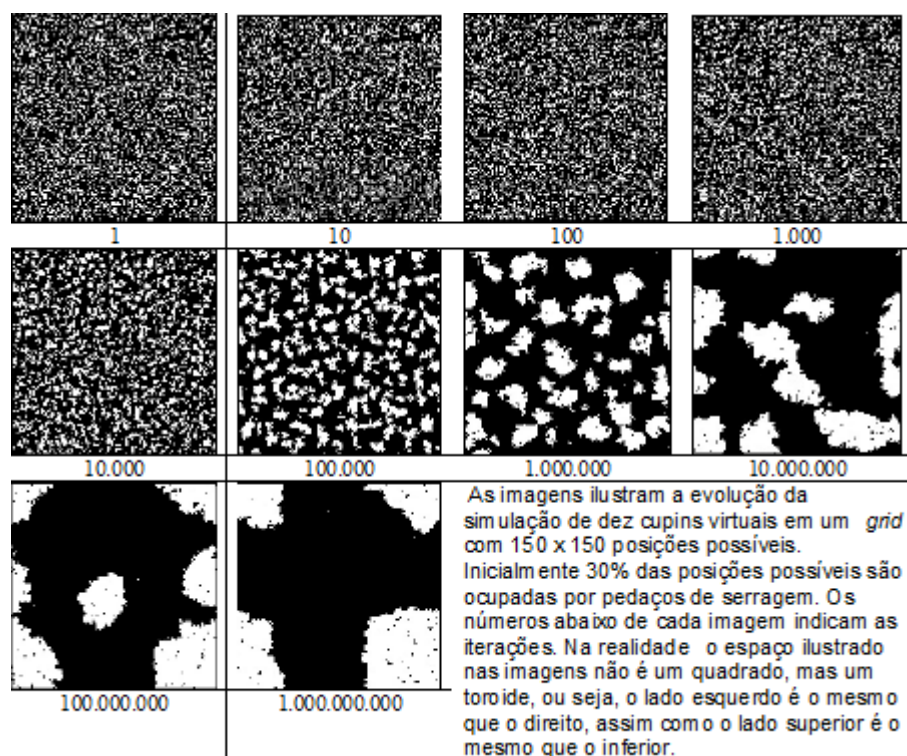 1
10
100
1.000
10.000
100.000
1.000.000
10.000.000
100.000.000
1.000.000.000
As imagens ilustram a evolução da
simulação de dez cupins virtuais em um grid
com 150 x 150 posições possíveis.
Inicialmente 30% das posições possíveis são
ocupadas por pedaços de serragem. Os
números abaixo de cada imagem indicam as
iterações. Na realidade o espaço ilustrado
nas imagens não é um quadrado, mas um
toroide, ou seja, o lado esquerdo é o mesmo
que o direito, assim como o lado superior é o
mesmo que o inferior.